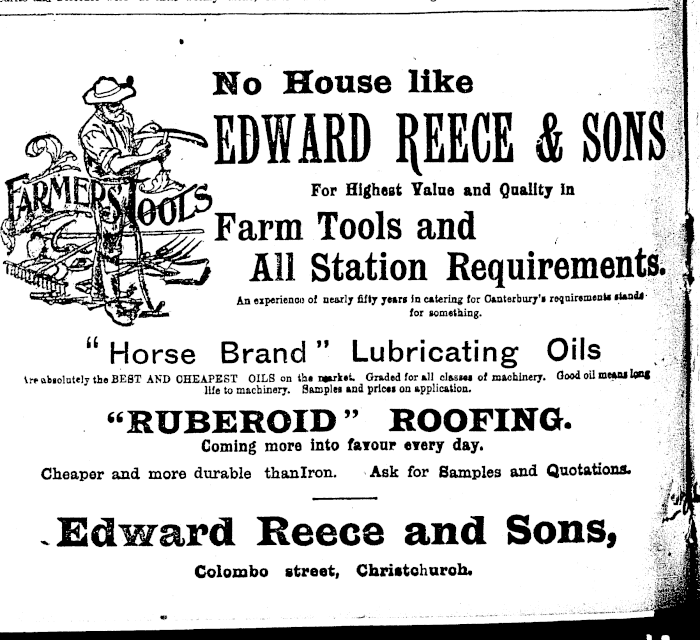 No House like
EDWARD REECE & SONS
For Highest Value and Quality in
FARMERS TOOLS
Farm Tools and
All Station Requirements.
An experience of nearly fifty years in catering for Canterbury's requirements stands
for something.
"Horse Brand" Lubricating Oils
Are absolutely the BEST AND CHEAPEST OILS on the market. Graded for all classes of machinery. Good oil means long
life to machinery. Samples and prices on application.
"RUBEROID" ROOFING.
Coming more into favour every day.
Cheaper and more durable thanIron. Ask for Samples and Quotations.
Edward Reece and Sons,
Colombo street, Christchurch.